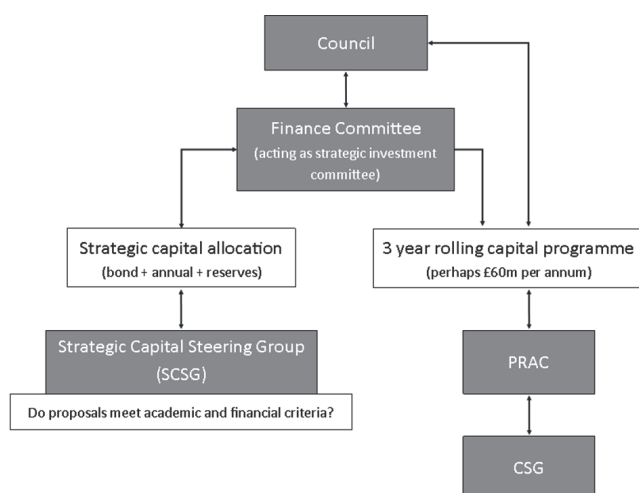 Council
Finance Committee
(acting as strategic investment
committee)
Strategic capital allocation
(bond + annual + reserves)
3 year rolling capital programme
(perhaps £60m per annum)
Strategic Capital Steering Group
(SCSG)
Do proposals meet academic and financial criteria?
PRAC
CSG